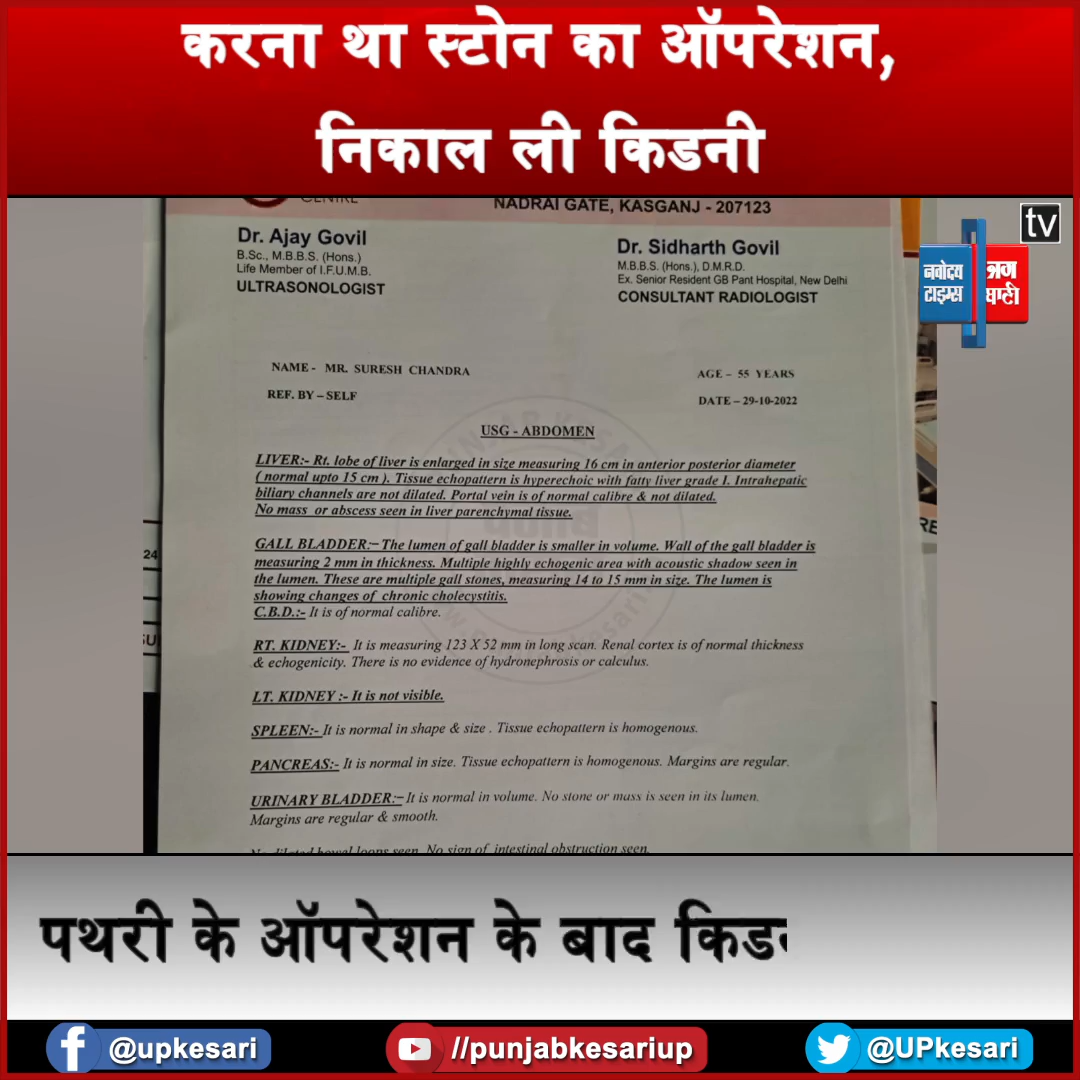 करना था स्टोन का ऑपरेशन,
निकाल ली किडनी
CENTRE
NADRAI GATE, KASGANJ - 207123
tv
नवोदय
टाइम्स
जग
बाणी
Dr. Ajay Govil
B.Sc., M.B.B.S. (Hons.)
Life Member of I.F.U.M.B.
ULTRASONOLOGIST
Dr. Sidharth Govil
M.B.B.S. (Hons.), D.M.R.D.
Ex. Senior Resident GB Pant Hospital, New Delhi
CONSULTANT RADIOLOGIST
NAME - MR. SURESH CHANDRA
AGE – 55 YEARS
REF. BY – SELF
DATE – 29-10-2022
USG - ABDOMEN
LIVER:- Rt. lobe of liver is enlarged in size measuring 16 cm in anterior posterior diameter
( normal upto 15 cm ). Tissue echopattern is hyperechoic with fatty liver grade I. Intrahepatic
biliary channels are not dilated. Portal vein is of normal calibre & not dilated.
No mass or abscess seen in liver parenchymal tissue.
GALL BLADDER:– The lumen of gall bladder is smaller in volume. Wall of the gall bladder is
measuring 2 mm in thickness. Multiple highly echogenic area with acoustic shadow seen in
the lumen. These are multiple gall stones, measuring 14 to 15 mm in size. The lumen is
showing changes of chronic cholecystitis.
C.B.D.:- It is of normal calibre.
RT. KIDNEY:- It is measuring 123 X 52 mm in long scan. Renal cortex is of normal thickness
& echogenicity. There is no evidence of hydronephrosis or calculus.
LT. KIDNEY :- It is not visible.
SPLEEN:- It is normal in shape & size . Tissue echopattern is homogenous.
PANCREAS:- It is normal in size. Tissue echopattern is homogenous. Margins are regular.
URINARY BLADDER:– It is normal in volume. No stone or mass is seen in its lumen.
Margins are regular & smooth.
No dilated bowel loops seen. No sign of intestinal obstruction seen.
24
पथरी के ऑपरेशन के बाद
@upkesari
//punjabkesariup
@UPkesari